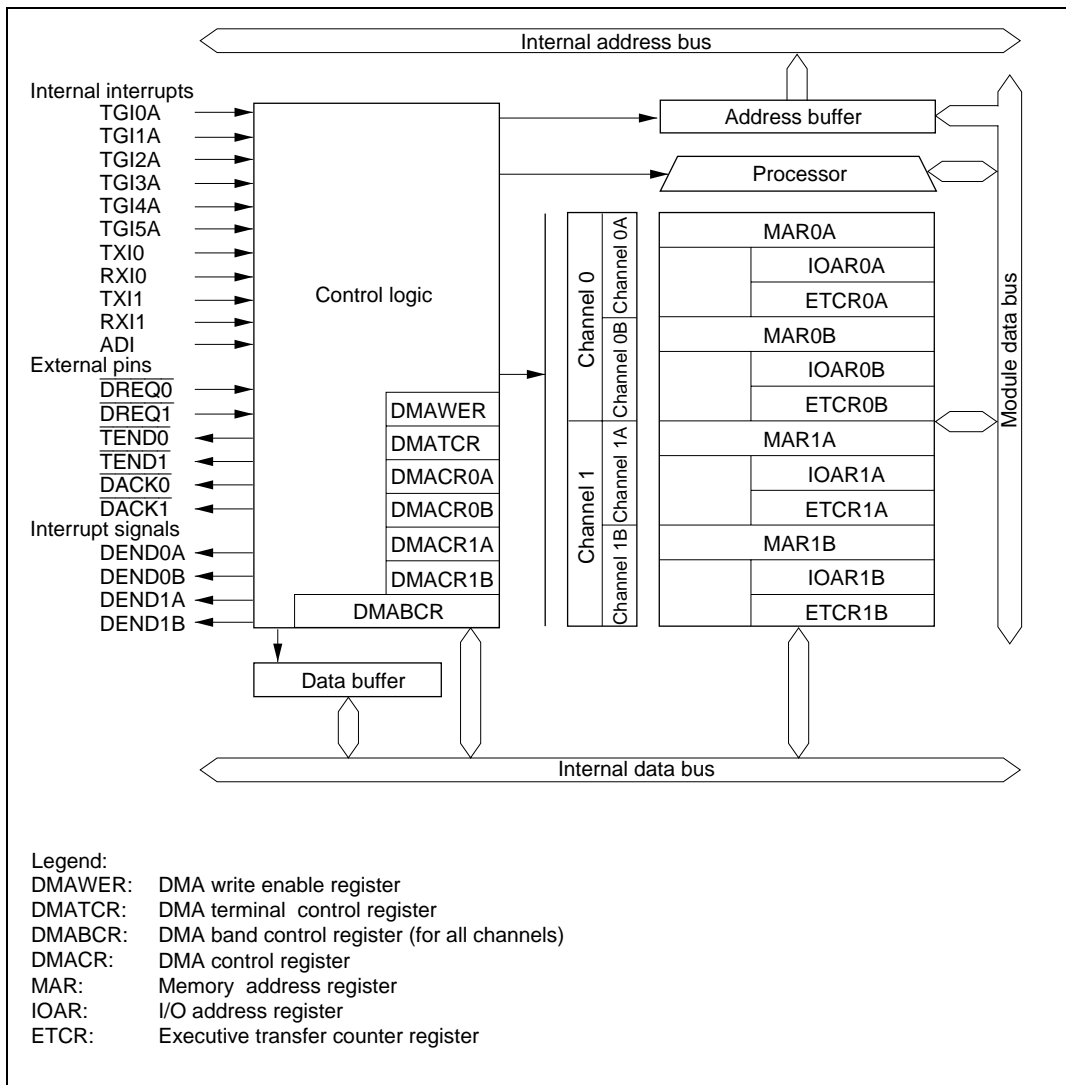 Internal address bus
Internal interrupts
TGI0A
TGI1A
TGI2A
TGI3A
TGI4A
TGI5A
TXI0
RXI0
TXI1
RXI1
ADI
External pins
DREQ0
DREQ1
TEND0
TEND1
DACK0
DACK1
Interrupt signals
DEND0A
DEND0B
DEND1A
DEND1B
Control logic
DMAWER
DMATCR
DMACR0A
DMACR0B
DMACR1A
DMACR1B
DMABCR
Data buffer
Address buffer
Processor
Channel 0
Channel 0A
Channel 0B
Channel 1
Channel 1A
Channel 1B
MAR0A
IOAR0A
ETCR0A
MAR0B
IOAR0B
ETCR0B
MAR1A
IOAR1A
ETCR1A
MAR1B
IOAR1B
ETCR1B
Module data bus
Internal data bus
Legend:
DMAWER: DMA write enable register
DMATCR: DMA terminal control register
DMABCR: DMA band control register (for all channels)
DMACR: DMA control register
MAR: Memory address register
IOAR: I/O address register
ETCR: Executive transfer counter register